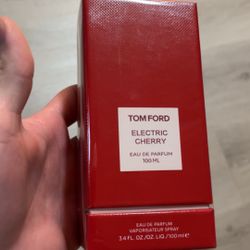 TOM FORD
ELECTRIC
CHERRY
EAU DE PARFUM
100 ML
EAU DE PARFUM
VAPORISATEUR SPRAY
3.4 FL.OZ./OZ.LIQ./100 ml ℮